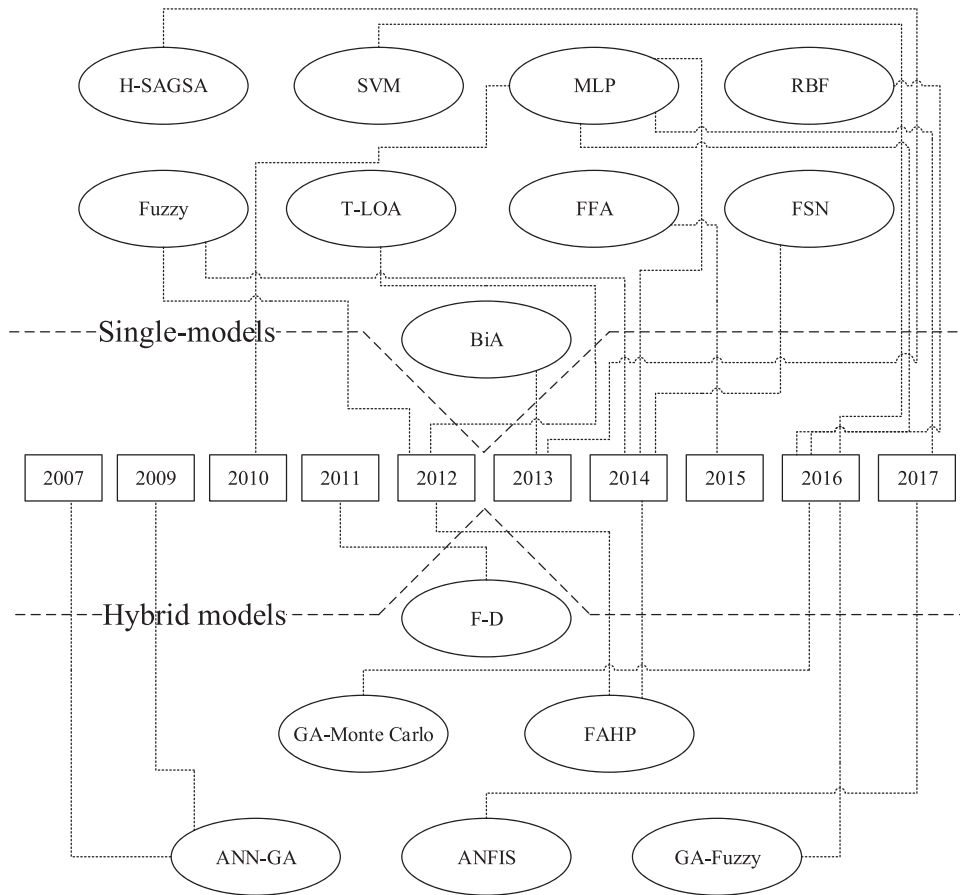 H-SAGSA
SVM
MLP
RBF
Fuzzy
T-LOA
FFA
FSN
Single-models
BiA
2007
2009
2010
2011
2012
2013
2014
2015
2016
2017
Hybrid models
F-D
GA-Monte Carlo
FAHP
ANN-GA
ANFIS
GA-Fuzzy